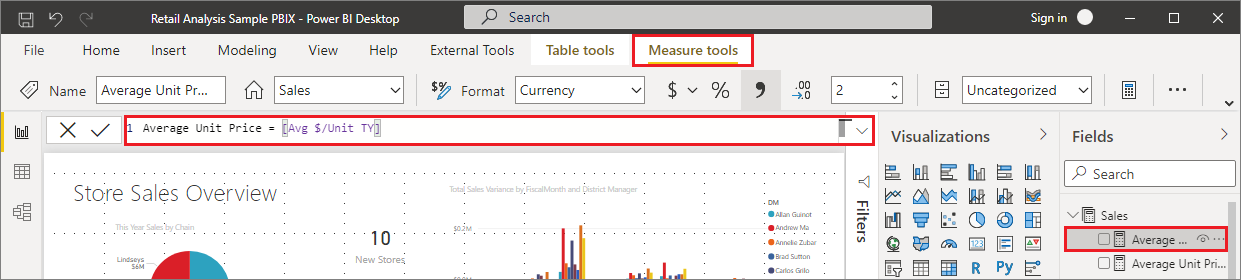 Retail Analysis Sample PBIX - Power BI Desktop
Search
Sign in
File Home Insert Modeling View Help External Tools Table tools Measure tools
Name Average Unit Pr... Sales Format Currency $ % , .00 →.0 2 Uncategorized ...
1 Average Unit Price = [Avg $/Unit TY]
Visualizations
Fields
Search
Store Sales Overview
This Year Sales by Chain
Lindseys
$6M
10
New Stores
Total Sales Variance by FiscalMonth and District Manager
$0.2M
$0.0M
DM
Allan Guinot
Andrew Ma
Annelie Zubar
Brad Sutton
Carlos Grilo
Filters
123
R Py
Sales
Average ... ...
Average Unit Pri...